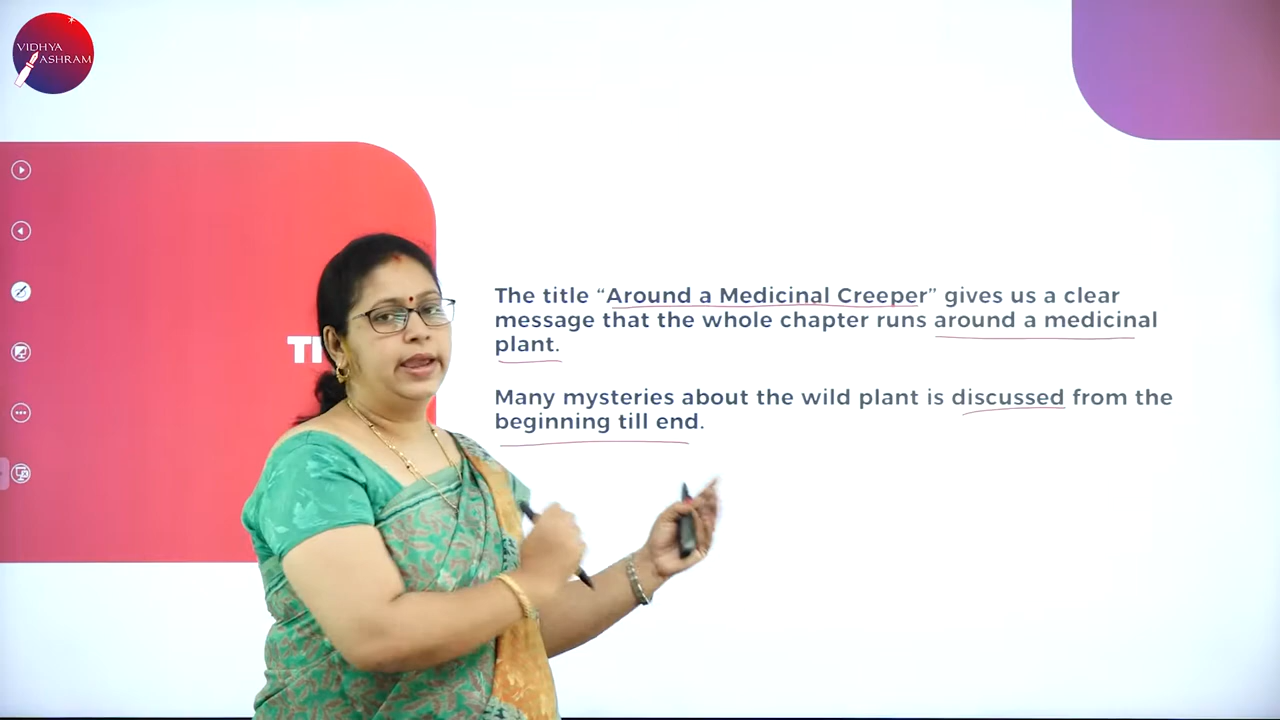 VIDHYA
ASHRAM
The title “Around a Medicinal Creeper” gives us a clear
message that the whole chapter runs around a medicinal
plant.
Many mysteries about the wild plant is discussed from the
beginning till end.